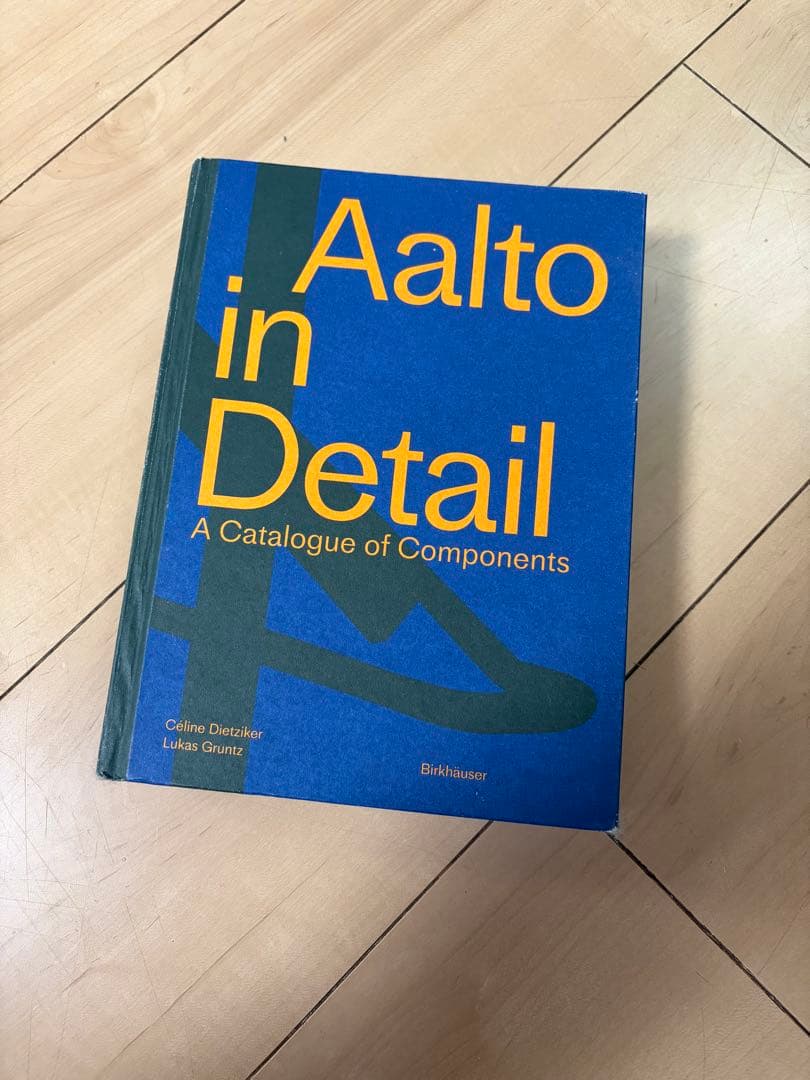 Aalto
in
Detail
A Catalogue of Components
Céline Dietziker
Lukas Gruntz
Birkhäuser